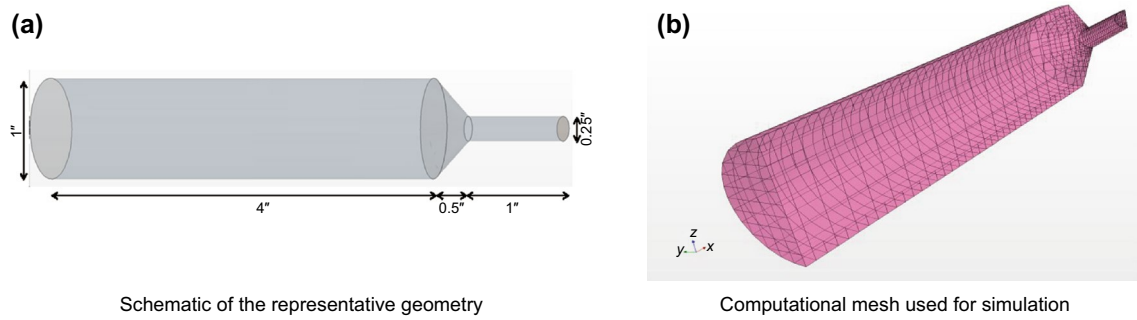 (a)
1″
4″
0.5″
1″
0.25″
Schematic of the representative geometry
(b)
z
y
x
Computational mesh used for simulation